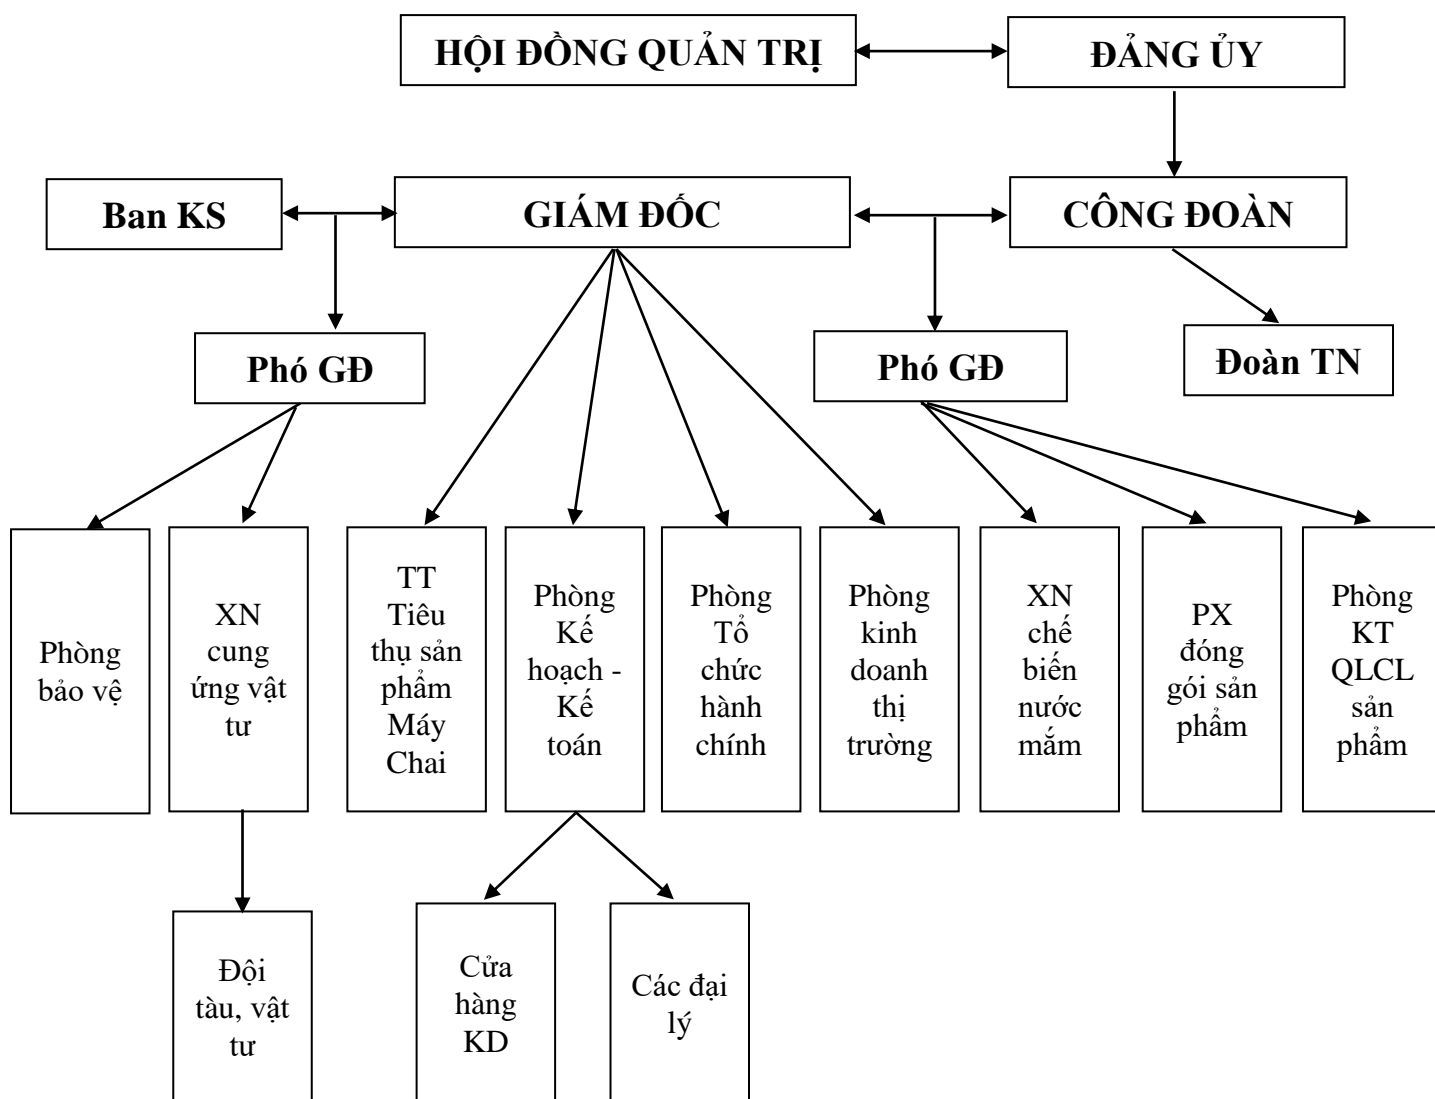 HỘI ĐỒNG QUẢN TRỊ
ĐẢNG ỦY
Ban KS
GIÁM ĐỐC
CÔNG ĐOÀN
Phó GĐ
Phó GĐ
Đoàn TN
Phòng
bảo vệ
XN
cung
ứng vật
tư
TT
Tiêu
thụ sản
phẩm
Máy
Chai
Phòng
Kế
hoạch -
Kế
toán
Phòng
Tổ
chức
hành
chính
Phòng
kinh
doanh
thị
trường
XN
chế
biến
nước
mắm
PX
đóng
gói sản
phẩm
Phòng
KT
QLCL
sản
phẩm
Đội
tàu, vật
tư
Cửa
hàng
KD
Các đại
lý